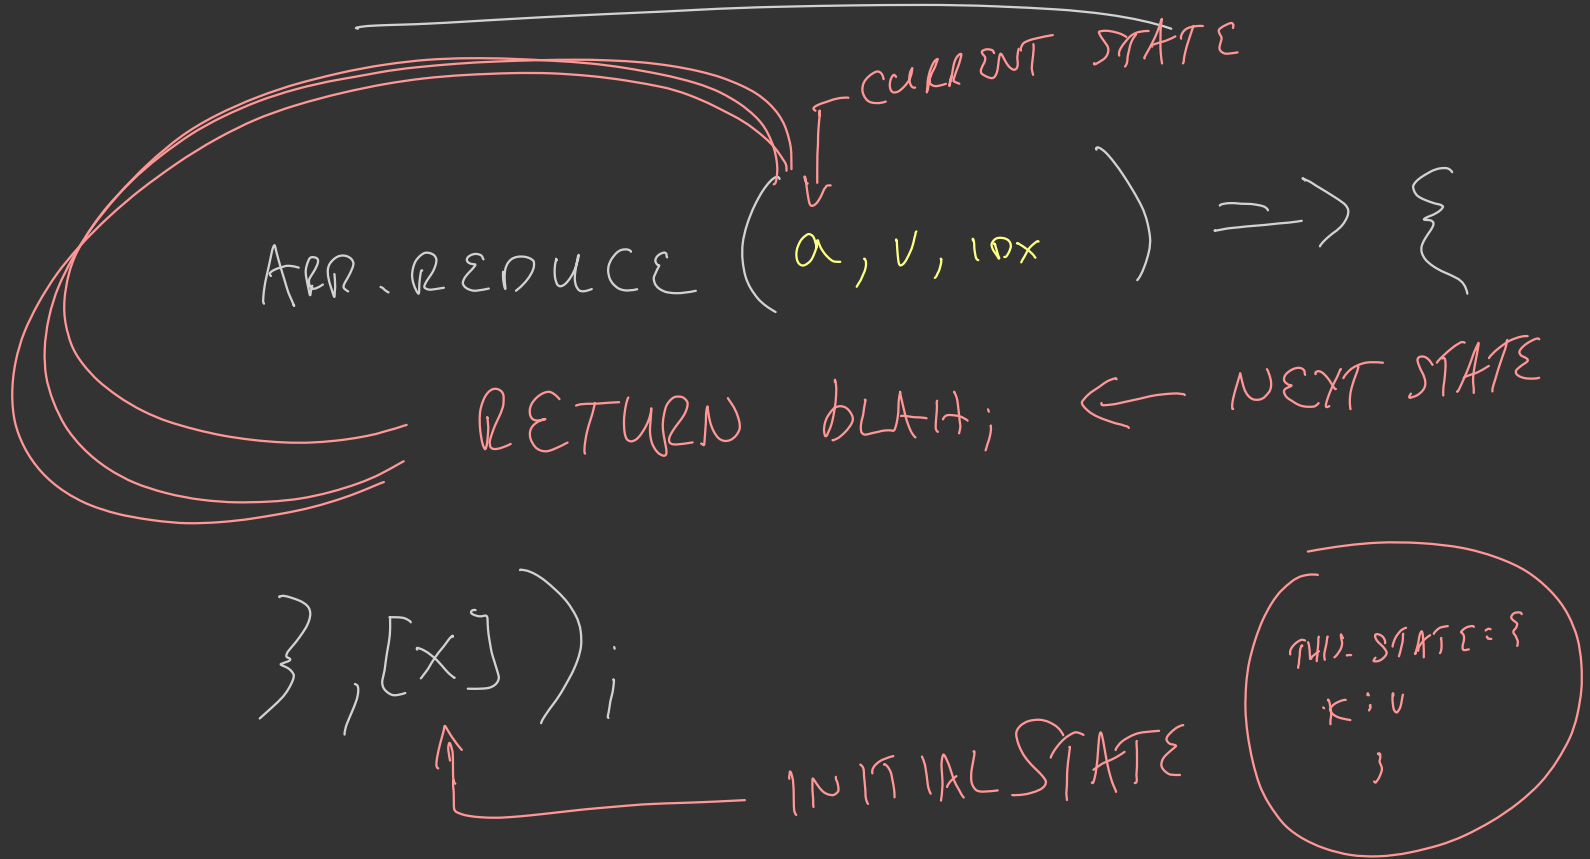 CURRENT STATE
ARR.REDUCE (a, v, IDX) => {
RETURN bLAH; ← NEXT STATE
}, [X]);
INITIAL STATE
THIS.STATE = {
K : V
}